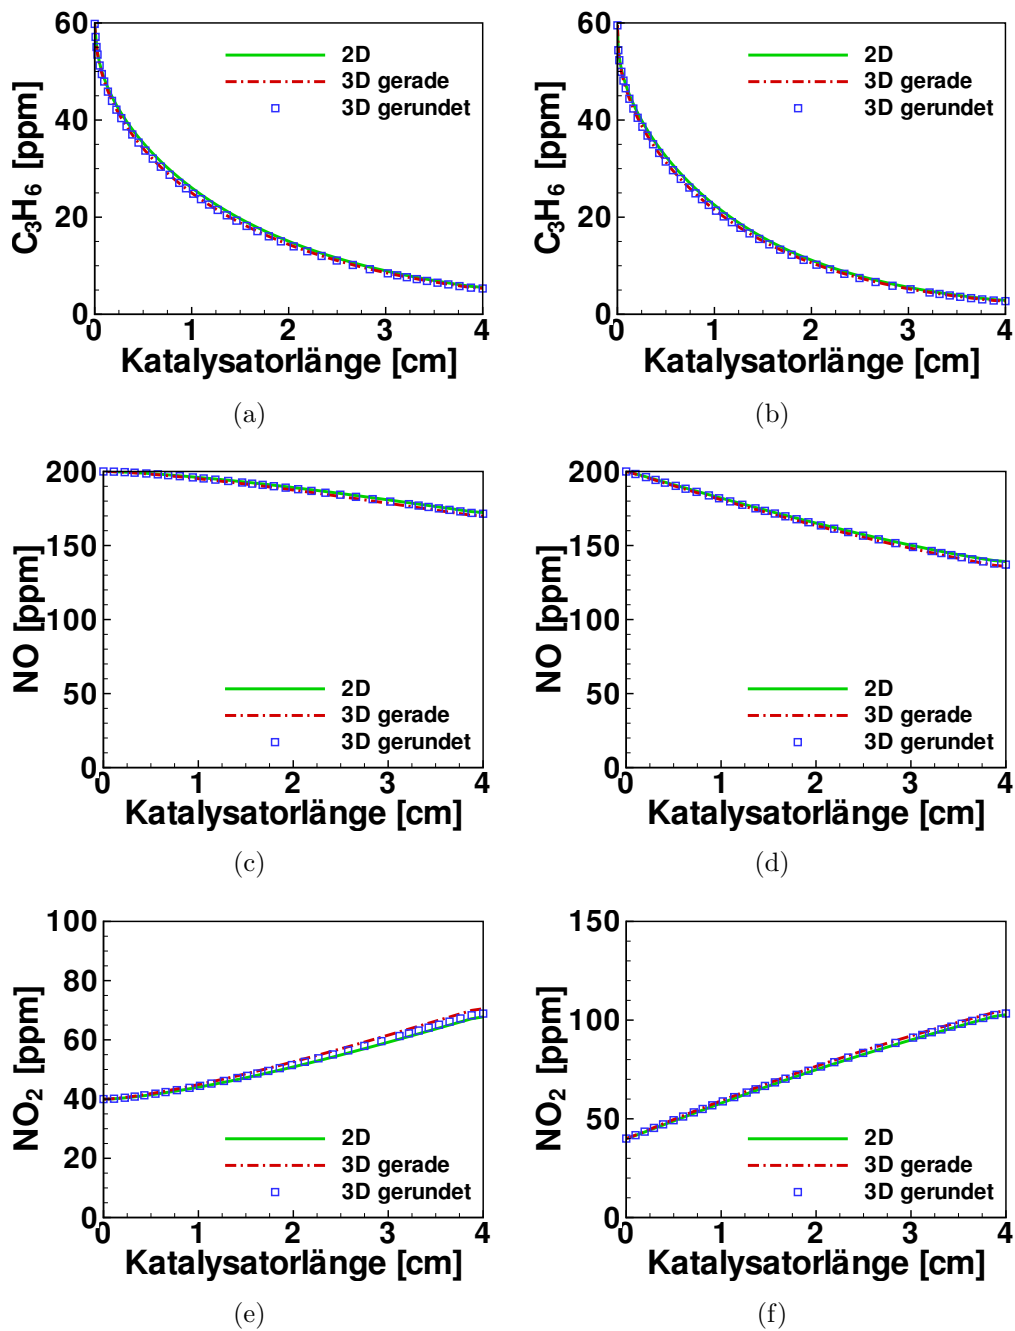 60
40
20
0
C3H6 [ppm]
2D
3D gerade
3D gerundet
0 1 2 3 4
Katalysatorlänge [cm]
(a)
60
40
20
0
C3H6 [ppm]
2D
3D gerade
3D gerundet
0 1 2 3 4
Katalysatorlänge [cm]
(b)
200
150
100
50
0
NO [ppm]
2D
3D gerade
3D gerundet
0 1 2 3 4
Katalysatorlänge [cm]
(c)
200
150
100
50
0
NO [ppm]
2D
3D gerade
3D gerundet
0 1 2 3 4
Katalysatorlänge [cm]
(d)
100
80
60
40
20
0
NO2 [ppm]
2D
3D gerade
3D gerundet
0 1 2 3 4
Katalysatorlänge [cm]
(e)
150
100
50
0
NO2 [ppm]
2D
3D gerade
3D gerundet
0 1 2 3 4
Katalysatorlänge [cm]
(f)